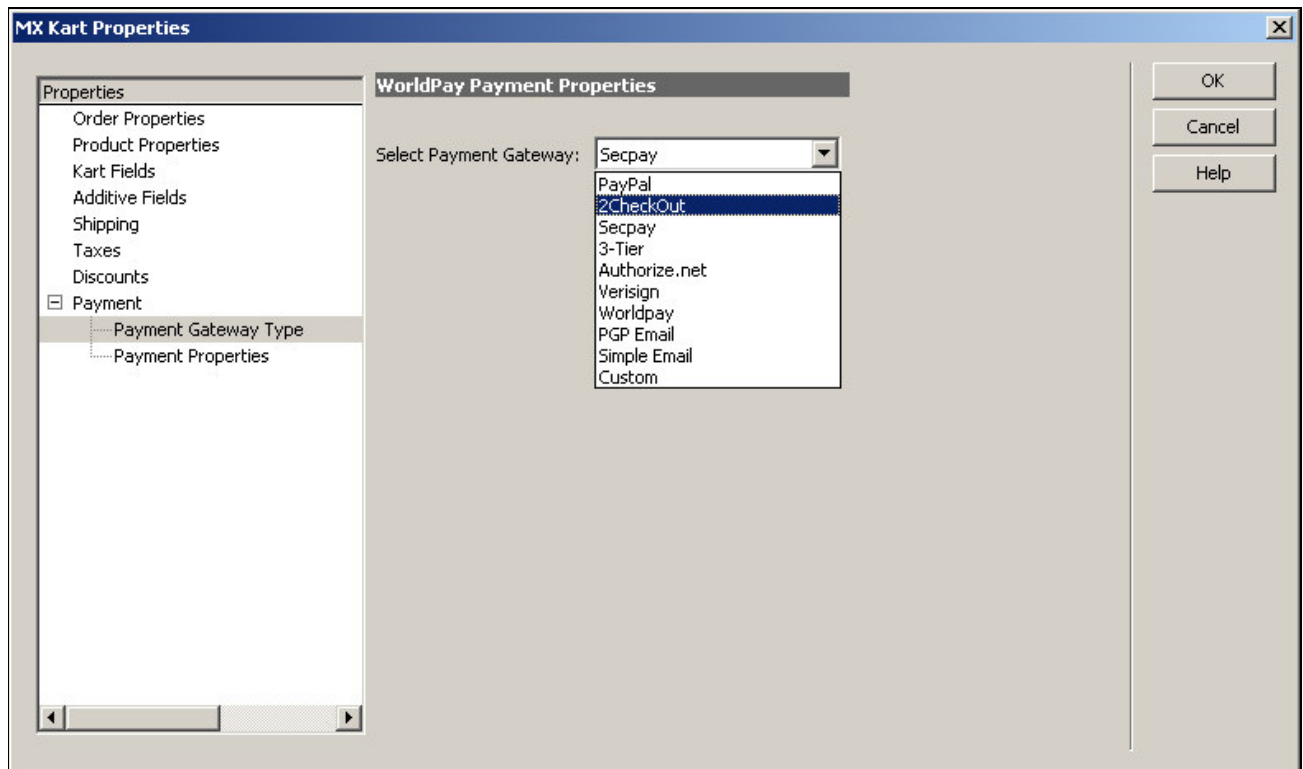 MX Kart Properties
Properties
Order Properties
Product Properties
Kart Fields
Additive Fields
Shipping
Taxes
Discounts
Payment
Payment Gateway Type
Payment Properties
WorldPay Payment Properties
Select Payment Gateway: Secpay
PayPal
2CheckOut
Secpay
3-Tier
Authorize.net
Verisign
Worldpay
PGP Email
Simple Email
Custom
OK
Cancel
Help